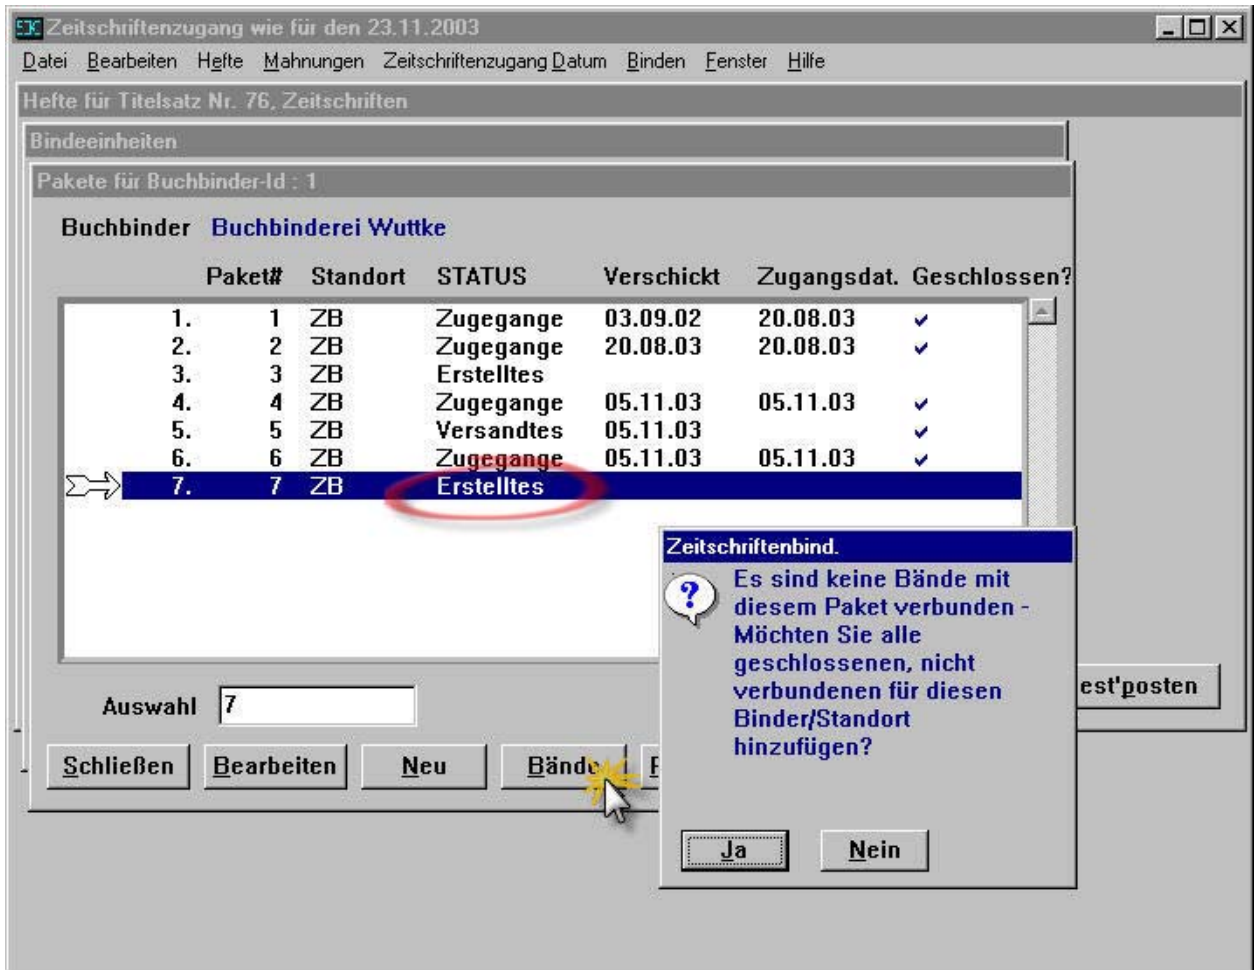 Zeitschriftenzugang wie für den 23.11.2003
Datei Bearbeiten Hefte Mahnungen Zeitschriftenzugang Datum Binden Fenster Hilfe
Hefte für Titelsatz Nr. 76, Zeitschriften
Bindeeinheiten
Pakete für Buchbinder-Id : 1
Buchbinder Buchbinderei Wuttke
Paket# Standort STATUS Verschickt Zugangsdat. Geschlossen?
1. 1 ZB Zugegange 03.09.02 20.08.03 ✓
2. 2 ZB Zugegange 20.08.03 20.08.03 ✓
3. 3 ZB Erstelltes
4. 4 ZB Zugegange 05.11.03 05.11.03 ✓
5. 5 ZB Versandtes 05.11.03 ✓
6. 6 ZB Zugegange 05.11.03 05.11.03 ✓
7. 7 ZB Erstelltes
Zeitschriftenbind.
? Es sind keine Bände mit
diesem Paket verbunden -
Möchten Sie alle
geschlossenen, nicht
verbundenen für diesen
Binder/Standort
hinzufügen?
Ja Nein
est'posten
Auswahl 7
Schließen Bearbeiten Neu Bände